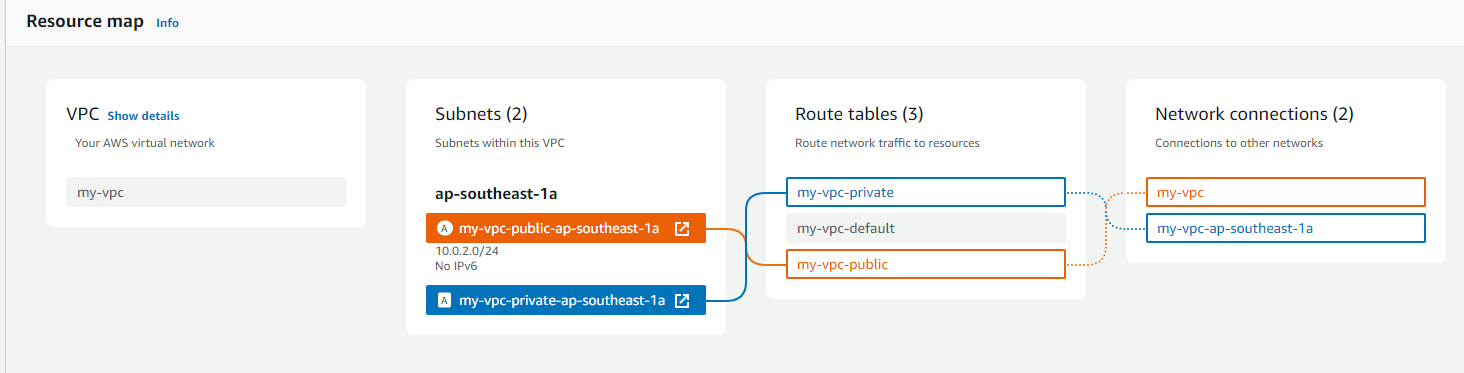 Resource map Info
VPC Show details
Your AWS virtual network
my-vpc
Subnets (2)
Subnets within this VPC
ap-southeast-1a
A my-vpc-public-ap-southeast-1a
10.0.2.0/24
No IPv6
A my-vpc-private-ap-southeast-1a
Route tables (3)
Route network traffic to resources
my-vpc-private
my-vpc-default
my-vpc-public
Network connections (2)
Connections to other networks
my-vpc
my-vpc-ap-southeast-1a